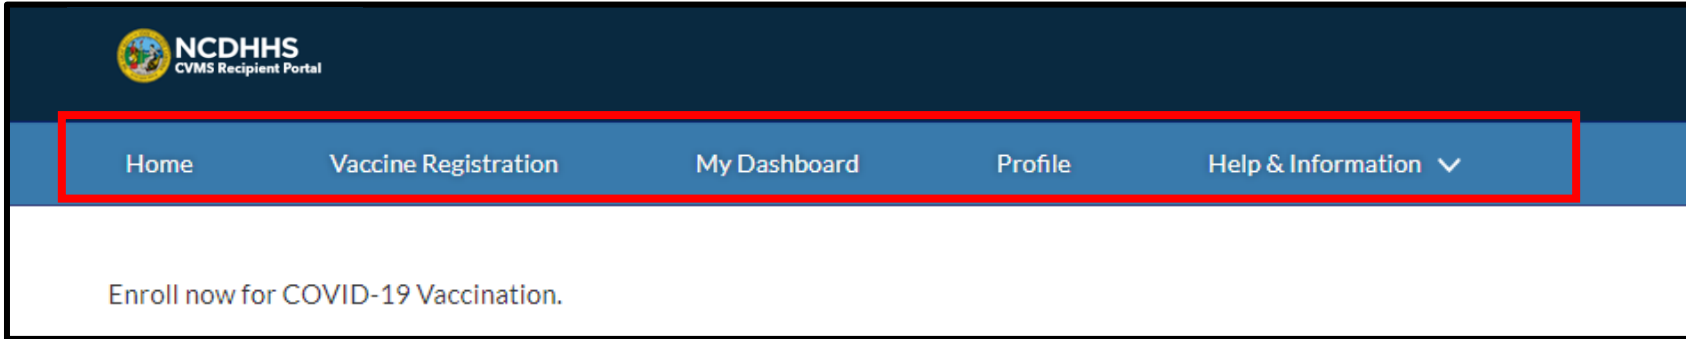 NCDHHS
CVMS Recipient Portal
Home Vaccine Registration My Dashboard Profile Help & Information
Enroll now for COVID-19 Vaccination.